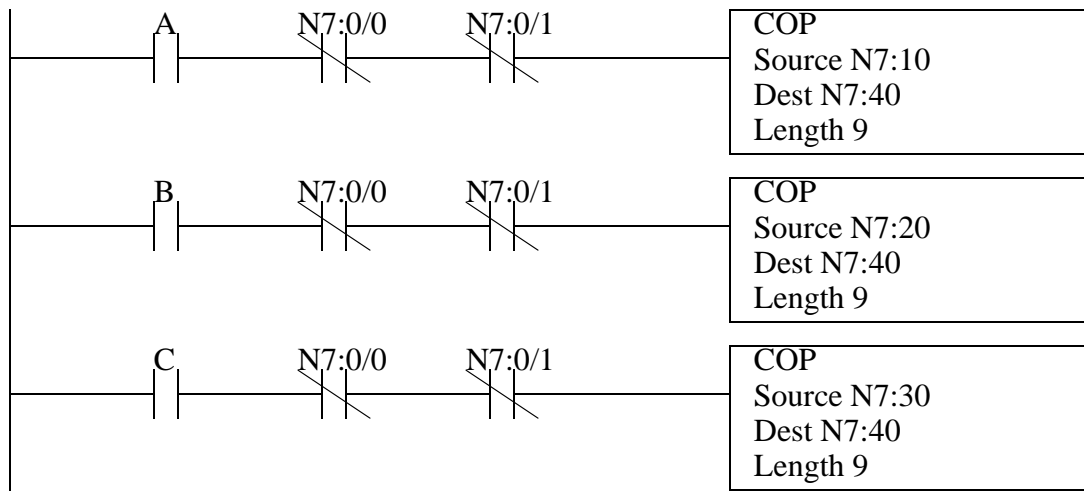 A N7:0/0 N7:0/1 COP
Source N7:10
Dest N7:40
Length 9
B N7:0/0 N7:0/1 COP
Source N7:20
Dest N7:40
Length 9
C N7:0/0 N7:0/1 COP
Source N7:30
Dest N7:40
Length 9